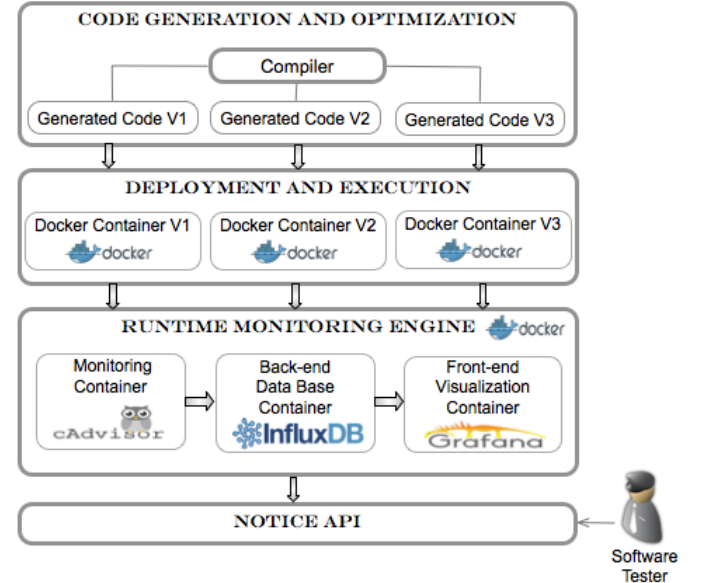 CODE GENERATION AND OPTIMIZATION
Compiler
Generated Code V1
Generated Code V2
Generated Code V3
DEPLOYMENT AND EXECUTION
Docker Container V1
docker
Docker Container V2
docker
Docker Container V3
docker
RUNTIME MONITORING ENGINE
docker
Monitoring
Container
cAdvisor
Back-end
Data Base
Container
InfluxDB
Front-end
Visualization
Container
Grafana
NOTICE API
Software
Tester